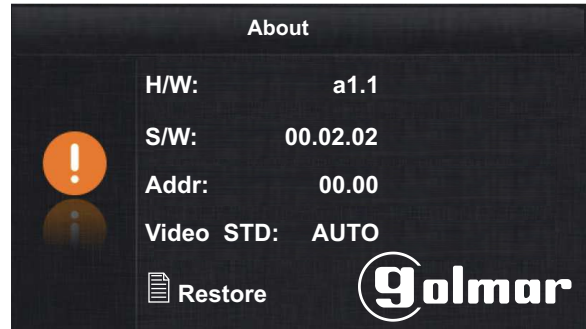 About
H/W: a1.1
S/W: 00.02.02
Addr: 00.00
Video STD: AUTO
Restore
golmar